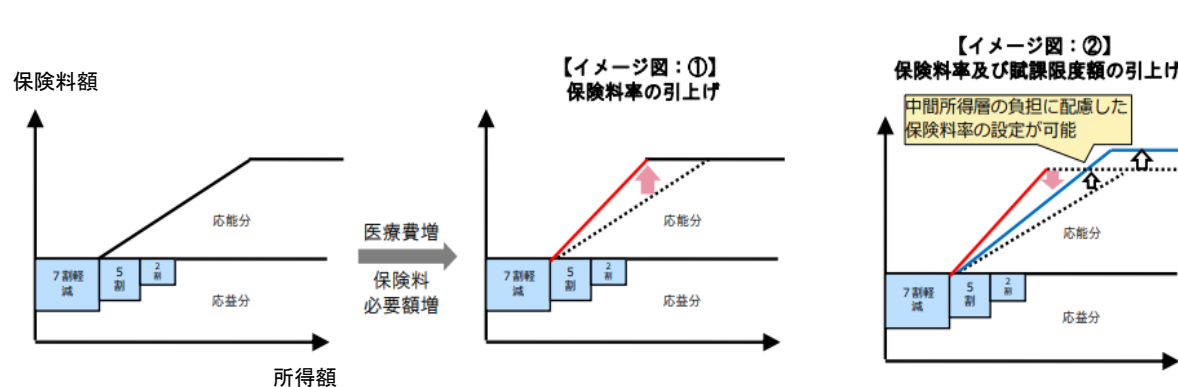 保険料額
7割軽
減
5
割
2
割
応能分
応益分
所得額
医療費増
保険料
必要額増
【イメージ図：①】
保険料率の引上げ
7割軽
減
5
割
2
割
応能分
応益分
【イメージ図：②】
保険料率及び賦課限度額の引上げ
中間所得層の負担に配慮した
保険料率の設定が可能
7割軽
減
5
割
2
割
応能分
応益分